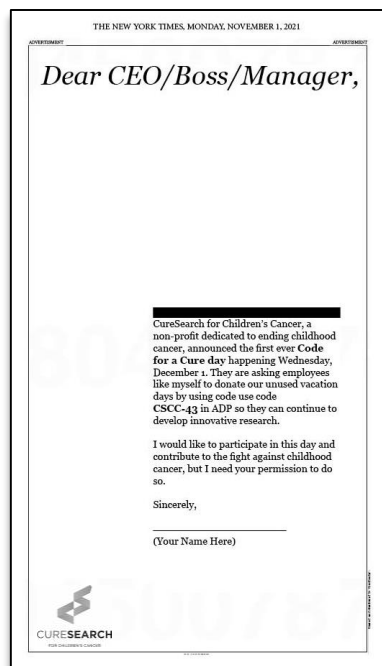 THE NEW YORK TIMES, MONDAY, NOVEMBER 1, 2021
ADVERTISEMENT ADVERTISEMENT
Dear CEO/Boss/Manager,
CureSearch for Children's Cancer, a
non-profit dedicated to ending childhood
cancer, announced the first ever Code
for a Cure day happening Wednesday,
December 1. They are asking employees
like myself to donate our unused vacation
days by using code use code
CSCC-43 in ADP so they can continue to
develop innovative research.
I would like to participate in this day and
contribute to the fight against childhood
cancer, but I need your permission to do
so.
Sincerely,
(Your Name Here)
CURESEARCH
FOR CHILDREN'S CANCER